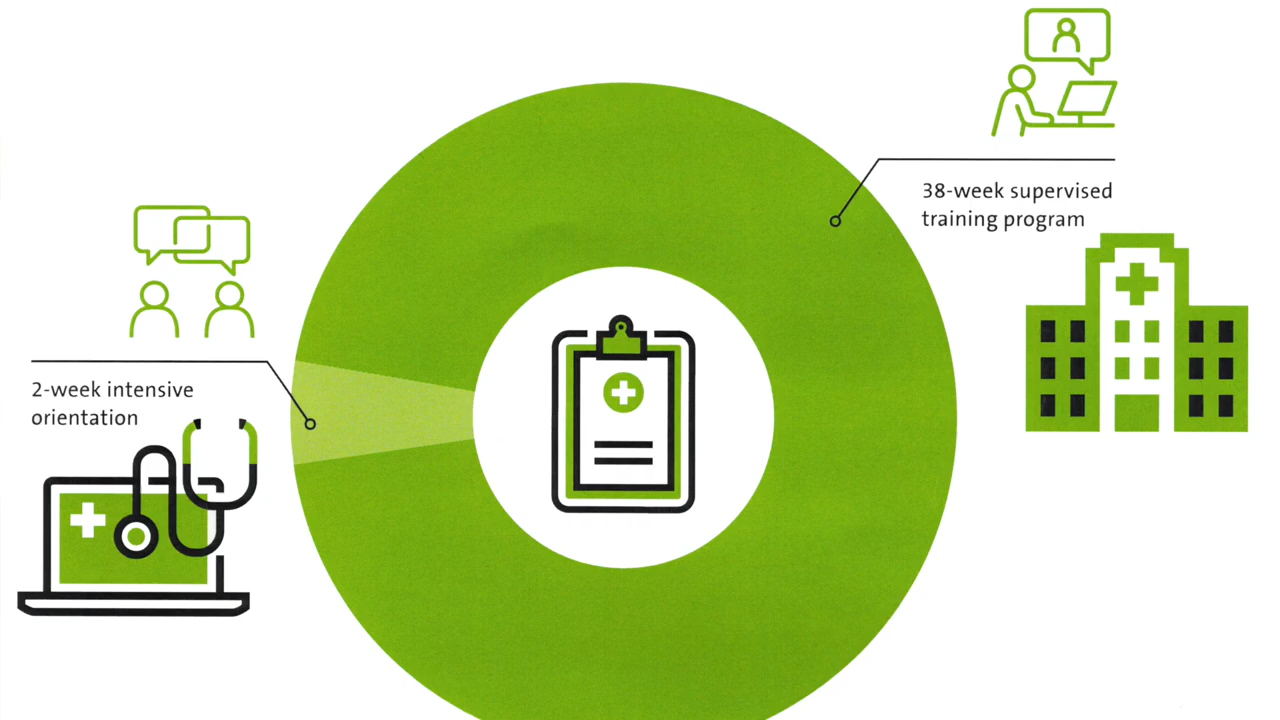 38-week supervised
training program
2-week intensive
orientation